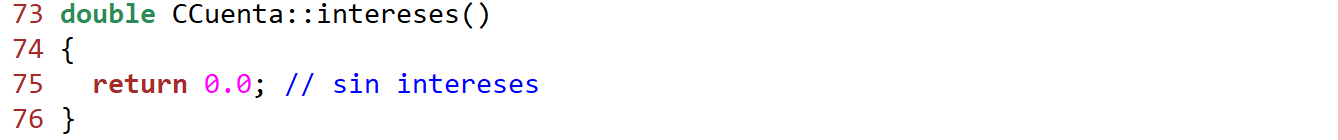 73 double CCuenta::intereses()
74 {
75   return 0.0; // sin intereses
76 }